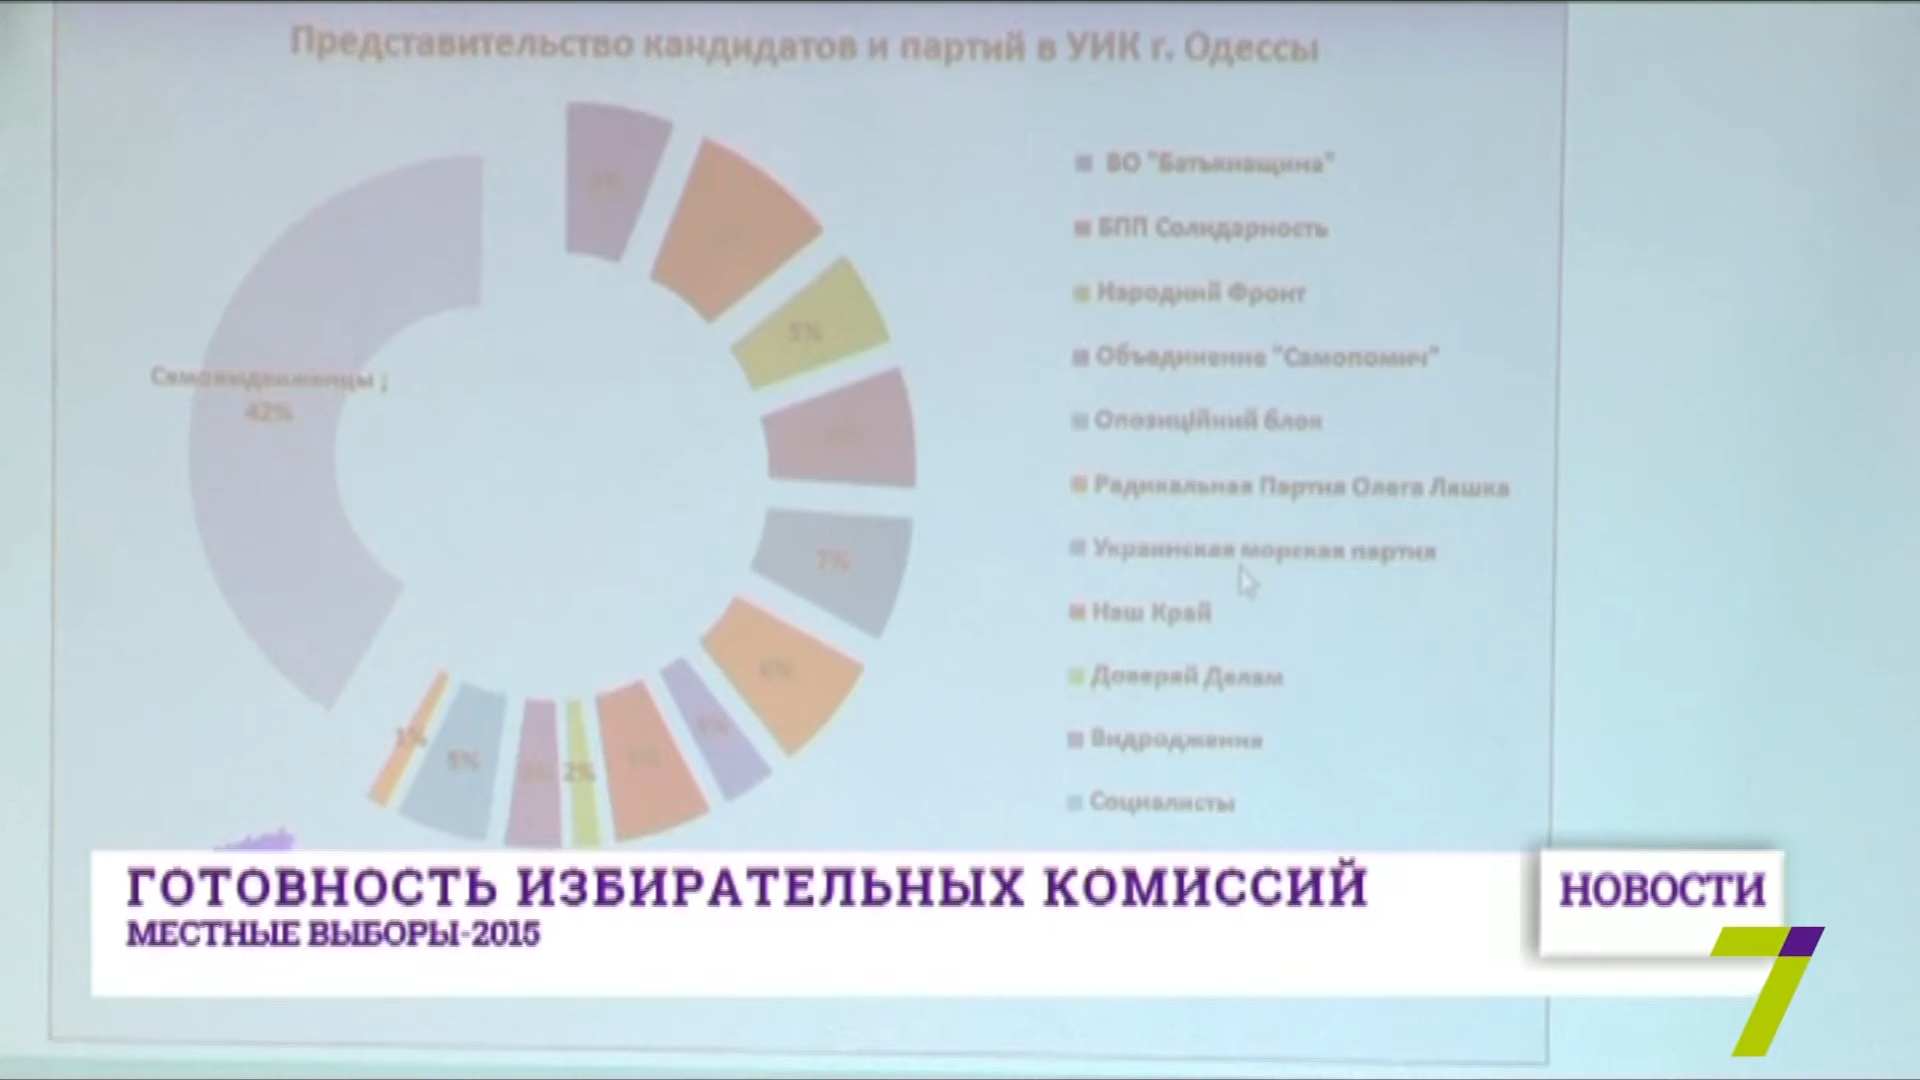 Представительство кандидатов и партий в УИК г. Одессы
ВО "Батькивщина"
БПП Солидарность
Народний Фронт
Объединение "Самопомич"
Опозиційний блок
Радикальная Партия Олега Ляшка
Украинская морская партия
Наш Край
Доверяй Делам
Видродження
Социалисты
Самовыдвиженцы ;
42%
5%
7%
6%
1%
5%
2%
ГОТОВНОСТЬ ИЗБИРАТЕЛЬНЫХ КОМИССИЙ
МЕСТНЫЕ ВЫБОРЫ-2015
НОВОСТИ
7